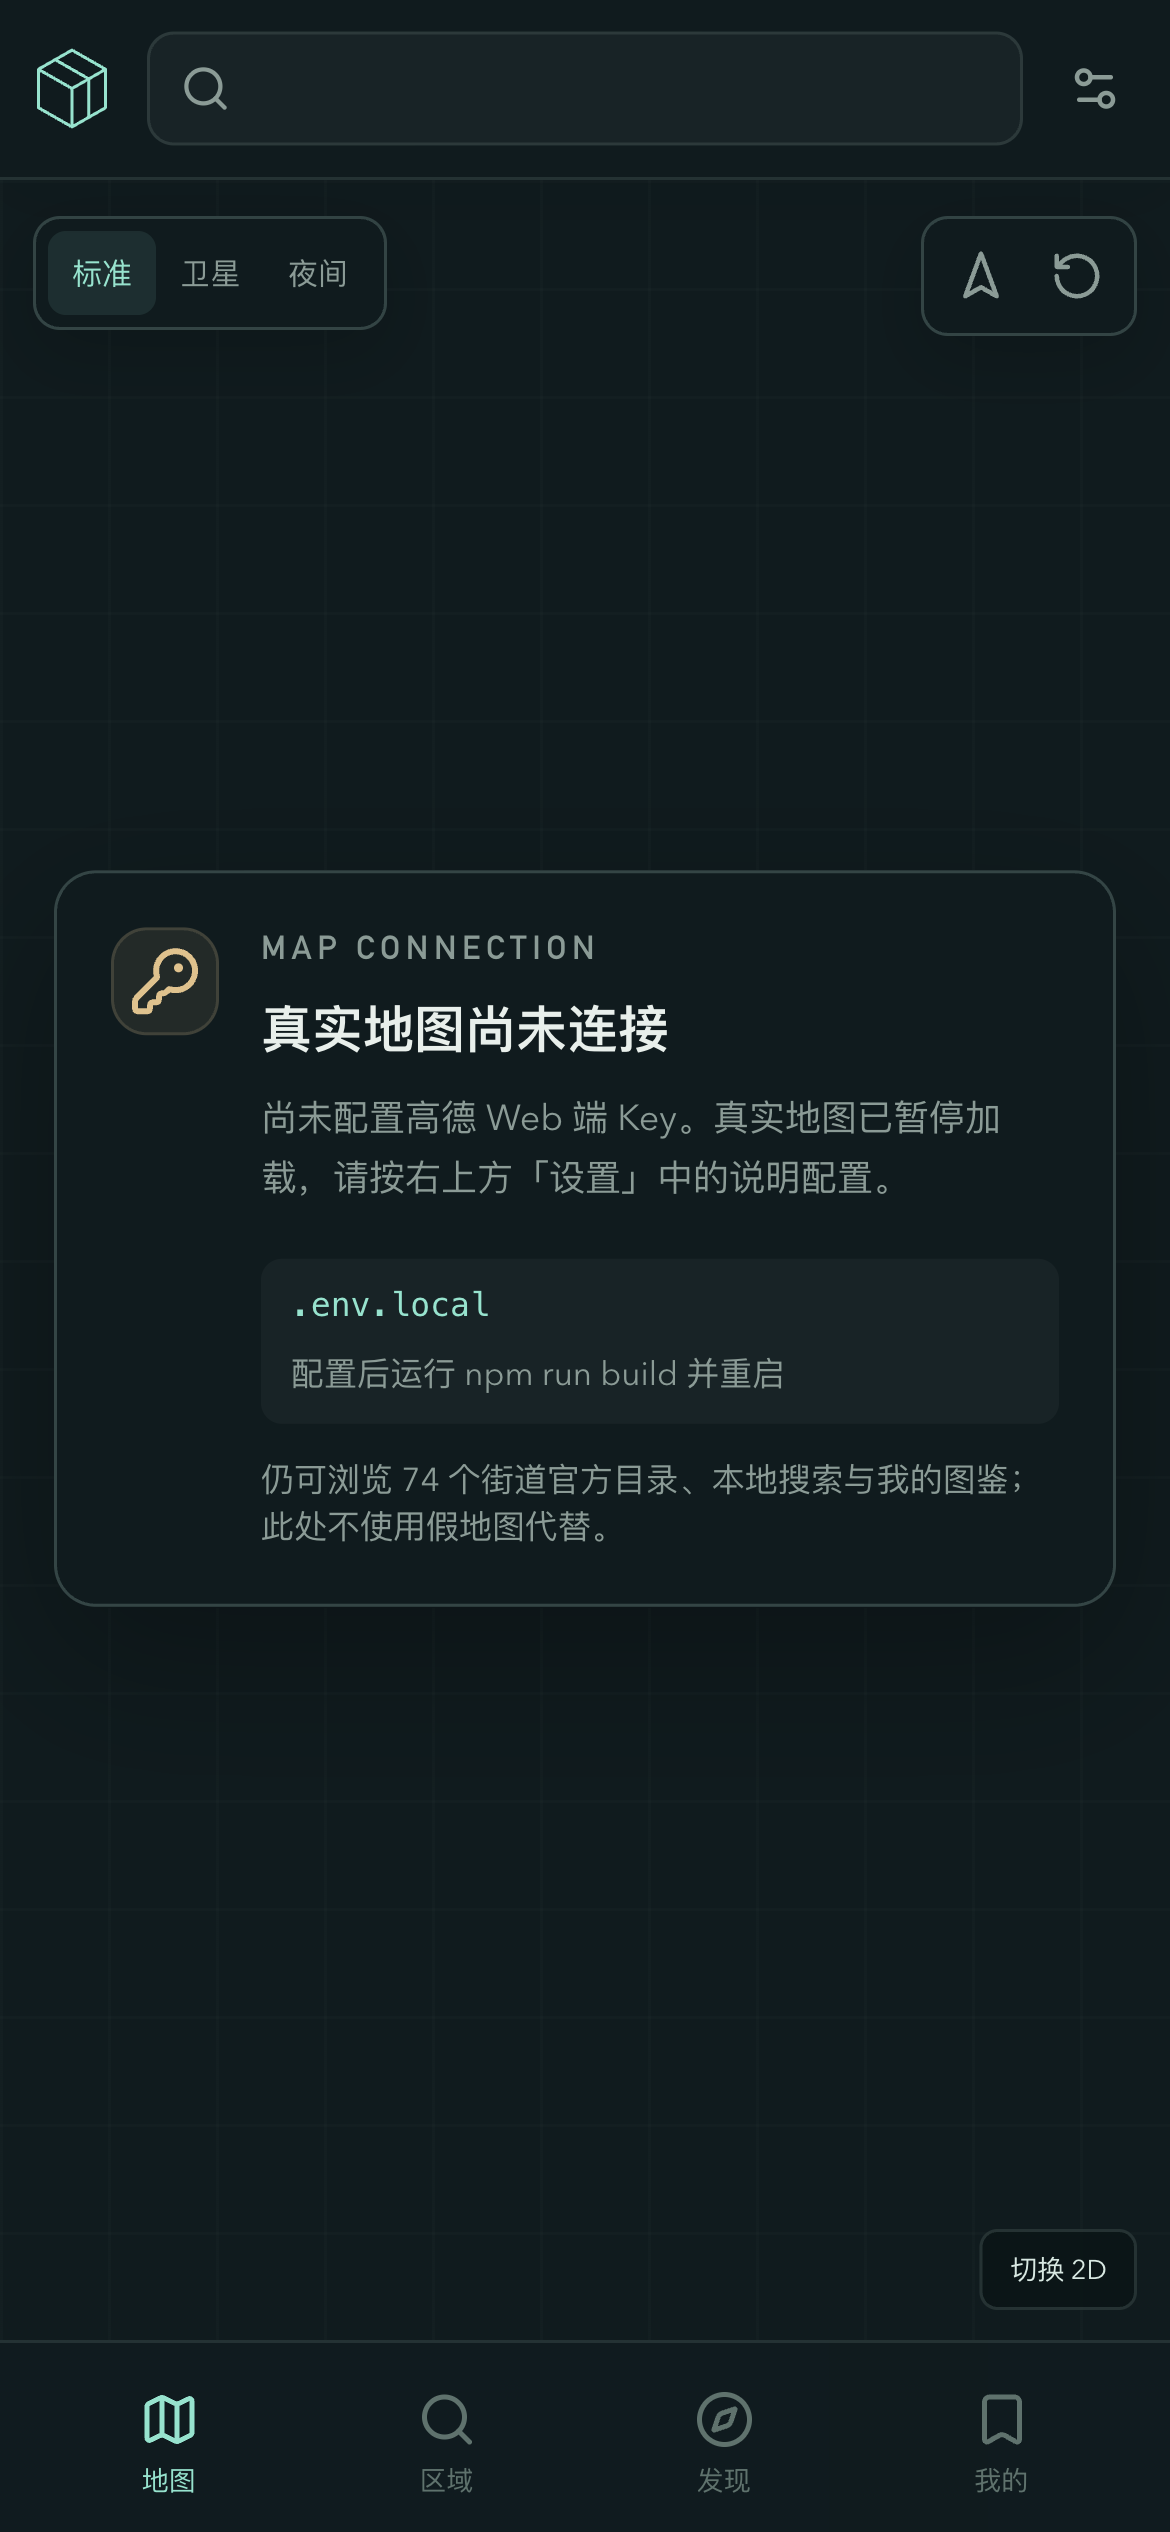 标准 卫星 夜间
MAP CONNECTION
真实地图尚未连接
尚未配置高德 Web 端 Key。真实地图已暂停加
载，请按右上方「设置」中的说明配置。
.env.local
配置后运行 npm run build 并重启
仍可浏览 74 个街道官方目录、本地搜索与我的图鉴；
此处不使用假地图代替。
切换 2D
地图 区域 发现 我的